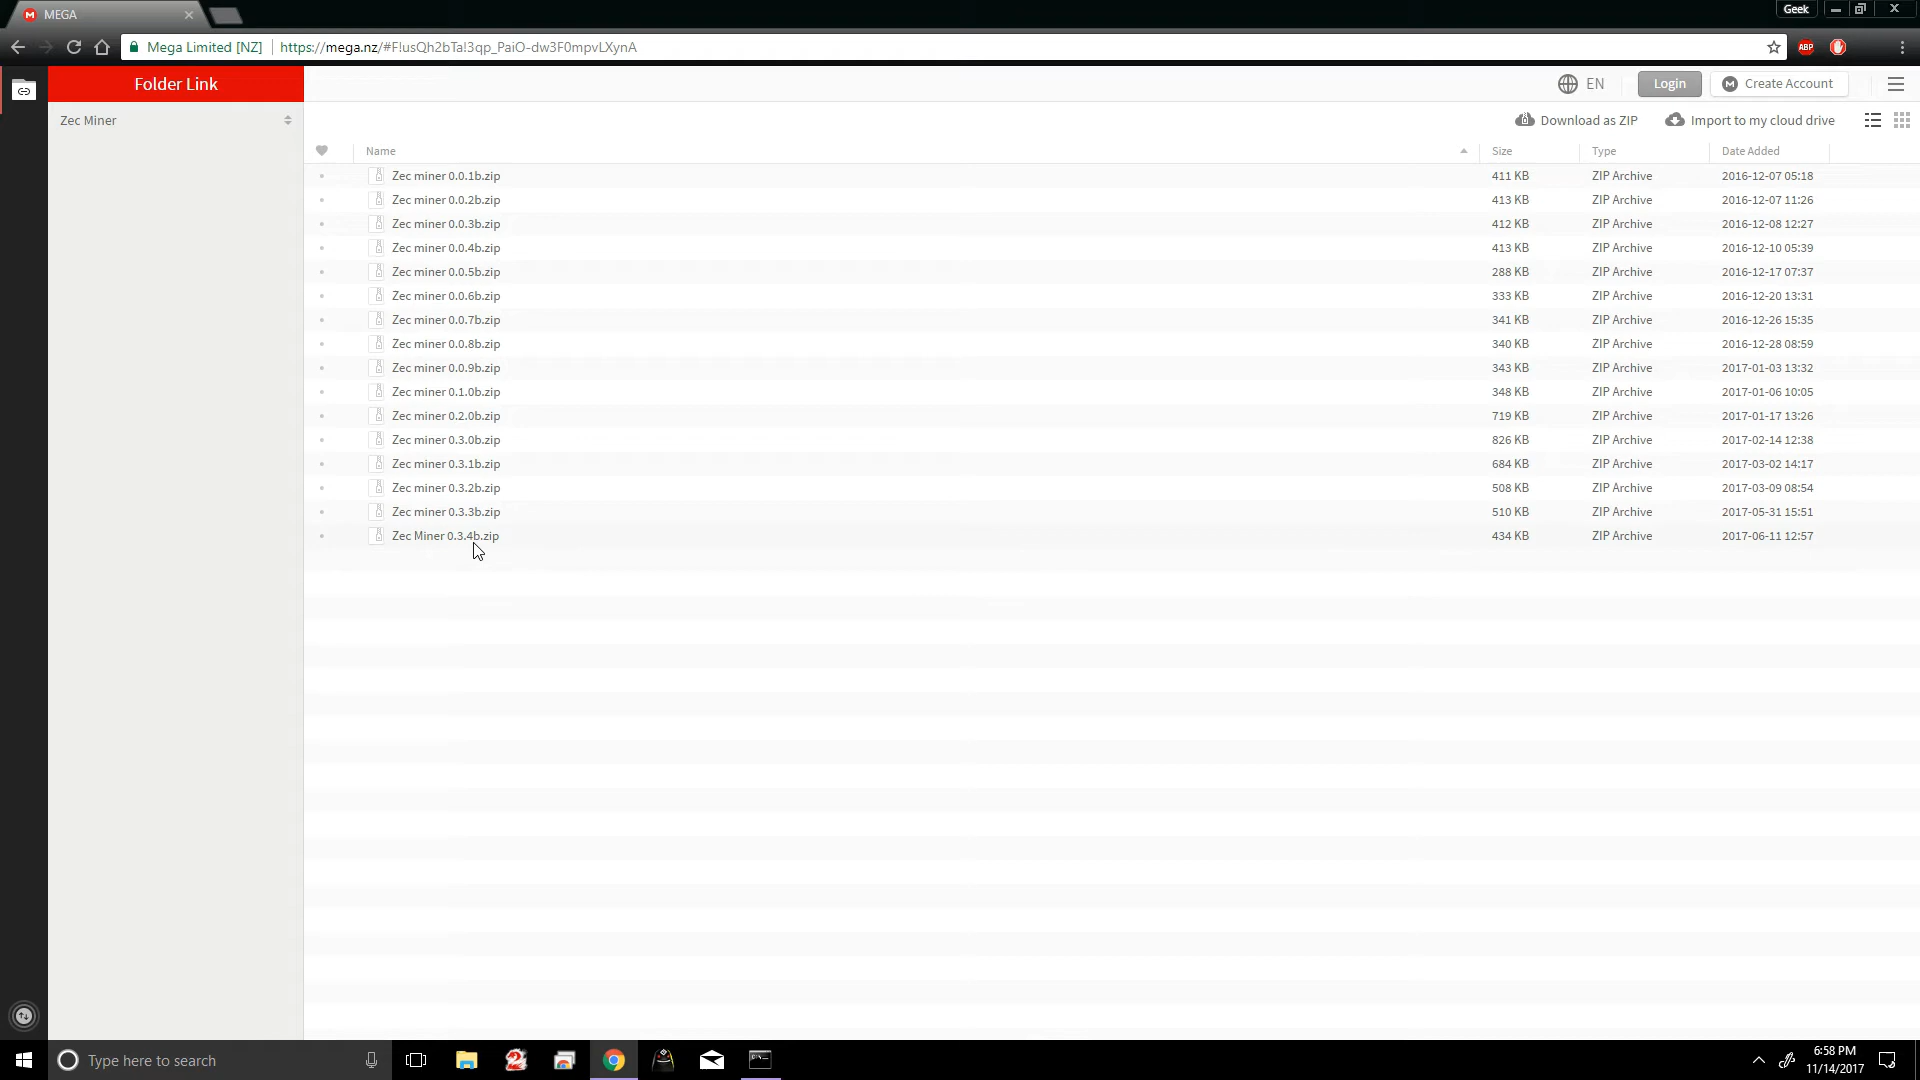 MEGA
Geek
Mega Limited [NZ]
https://mega.nz/#F!usQh2bTa!3qp_PaiO-dw3F0mpvLXynA
ABP
Folder Link
EN
Login
M Create Account
Zec Miner
Download as ZIP
Import to my cloud drive
Name Size Type Date Added
Zec miner 0.0.1b.zip 411 KB ZIP Archive 2016-12-07 05:18
Zec miner 0.0.2b.zip 413 KB ZIP Archive 2016-12-07 11:26
Zec miner 0.0.3b.zip 412 KB ZIP Archive 2016-12-08 12:27
Zec miner 0.0.4b.zip 413 KB ZIP Archive 2016-12-10 05:39
Zec miner 0.0.5b.zip 288 KB ZIP Archive 2016-12-17 07:37
Zec miner 0.0.6b.zip 333 KB ZIP Archive 2016-12-20 13:31
Zec miner 0.0.7b.zip 341 KB ZIP Archive 2016-12-26 15:35
Zec miner 0.0.8b.zip 340 KB ZIP Archive 2016-12-28 08:59
Zec miner 0.0.9b.zip 343 KB ZIP Archive 2017-01-03 13:32
Zec miner 0.1.0b.zip 348 KB ZIP Archive 2017-01-06 10:05
Zec miner 0.2.0b.zip 719 KB ZIP Archive 2017-01-17 13:26
Zec miner 0.3.0b.zip 826 KB ZIP Archive 2017-02-14 12:38
Zec miner 0.3.1b.zip 684 KB ZIP Archive 2017-03-02 14:17
Zec miner 0.3.2b.zip 508 KB ZIP Archive 2017-03-09 08:54
Zec miner 0.3.3b.zip 510 KB ZIP Archive 2017-05-31 15:51
Zec Miner 0.3.4b.zip 434 KB ZIP Archive 2017-06-11 12:57
Type here to search
6:58 PM
11/14/2017